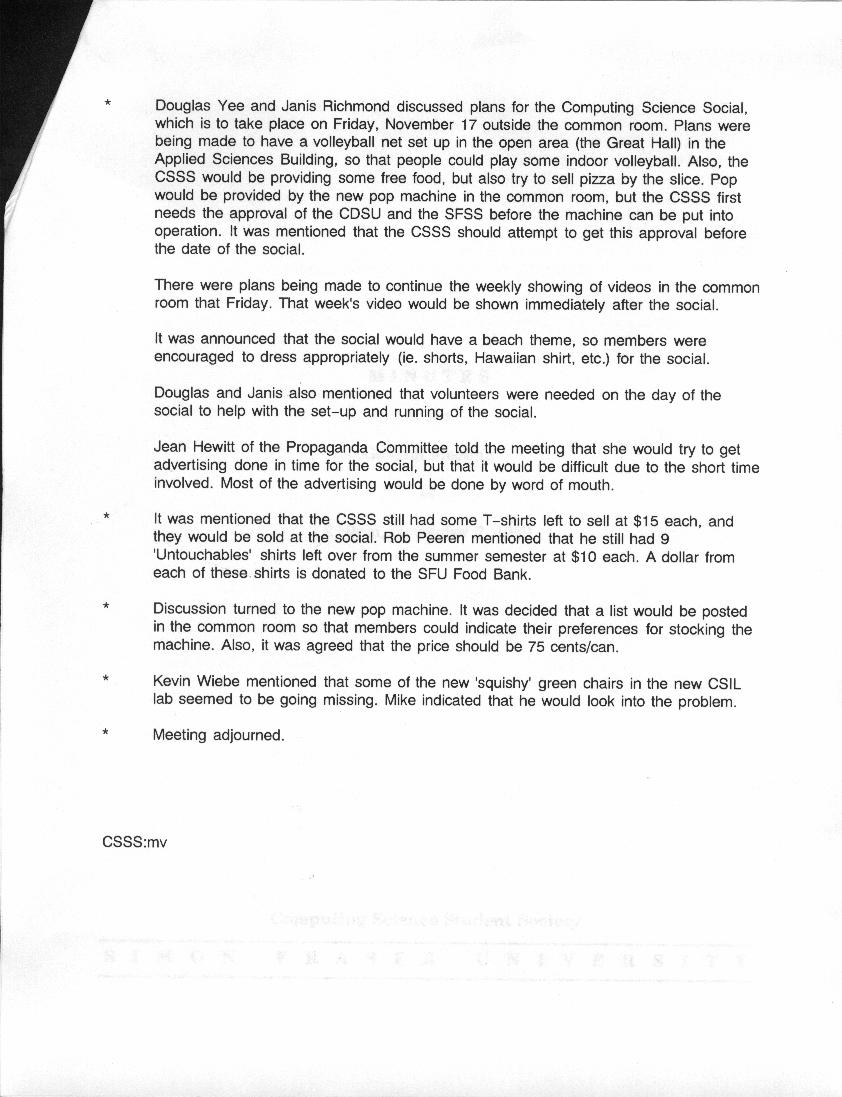 * Douglas Yee and Janis Richmond discussed plans for the Computing Science Social,
which is to take place on Friday, November 17 outside the common room. Plans were
being made to have a volleyball net set up in the open area (the Great Hall) in the
Applied Sciences Building, so that people could play some indoor volleyball. Also, the
CSSS would be providing some free food, but also try to sell pizza by the slice. Pop
would be provided by the new pop machine in the common room, but the CSSS first
needs the approval of the CDSU and the SFSS before the machine can be put into
operation. It was mentioned that the CSSS should attempt to get this approval before
the date of the social.
There were plans being made to continue the weekly showing of videos in the common
room that Friday. That week's video would be shown immediately after the social.
It was announced that the social would have a beach theme, so members were
encouraged to dress appropriately (ie. shorts, Hawaiian shirt, etc.) for the social.
MINUTES
Douglas and Janis also mentioned that volunteers were needed on the day of the
social to help with the set-up and running of the social.
Jean Hewitt of the Propaganda Committee told the meeting that she would try to get
advertising done in time for the social, but that it would be difficult due to the short time
involved. Most of the advertising would be done by word of mouth.
* It was mentioned that the CSSS still had some T-shirts left to sell at $15 each, and
they would be sold at the social. Rob Peeren mentioned that he still had 9
'Untouchables' shirts left over from the summer semester at $10 each. A dollar from
each of these shirts is donated to the SFU Food Bank.
* Discussion turned to the new pop machine. It was decided that a list would be posted
in the common room so that members could indicate their preferences for stocking the
machine. Also, it was agreed that the price should be 75 cents/can.
* Kevin Wiebe mentioned that some of the new 'squishy' green chairs in the new CSIL
lab seemed to be going missing. Mike indicated that he would look into the problem.
* Meeting adjourned.
CSSS:mv
Computing Science Student Society
SIMON FRASER UNIVERSITY